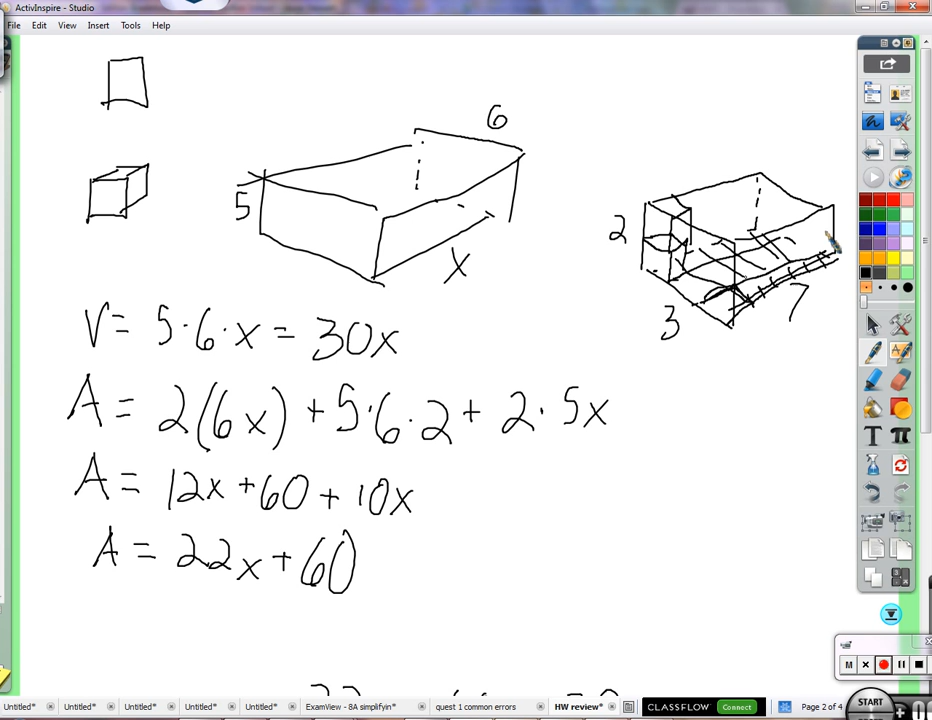 ActivInspire - Studio
File Edit View Insert Tools Help
6
5
x
2
3
7
V = 5·6·x = 30x
A = 2(6x) + 5·6·2 + 2·5x
A = 12x + 60 + 10x
A = 22x + 60
T π
M
Untitled* Untitled* Untitled* Untitled* Untitled* ExamView - 8A simplifyin* quest 1 common errors HW review* CLASSFLOW Connect Page 2 of 4
START